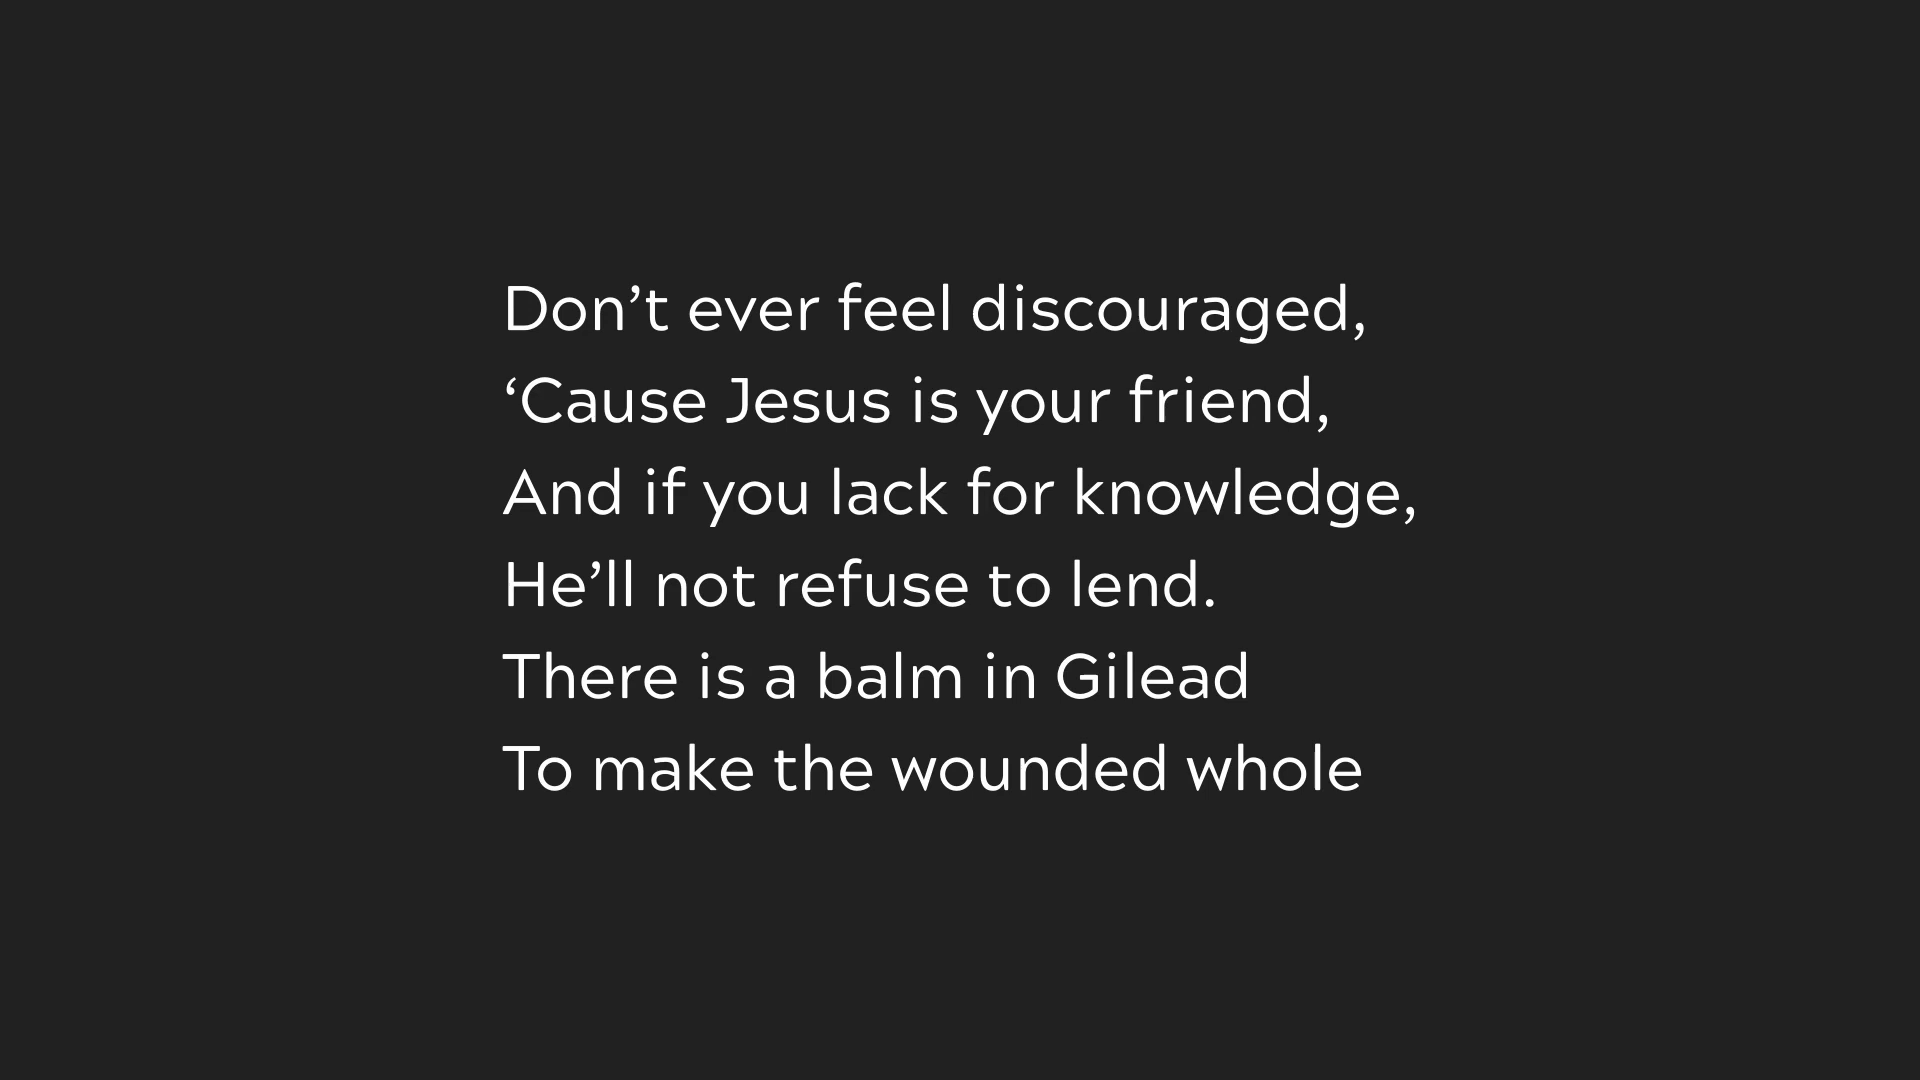 Don’t ever feel discouraged,
‘Cause Jesus is your friend,
And if you lack for knowledge,
He’ll not refuse to lend.
There is a balm in Gilead
To make the wounded whole